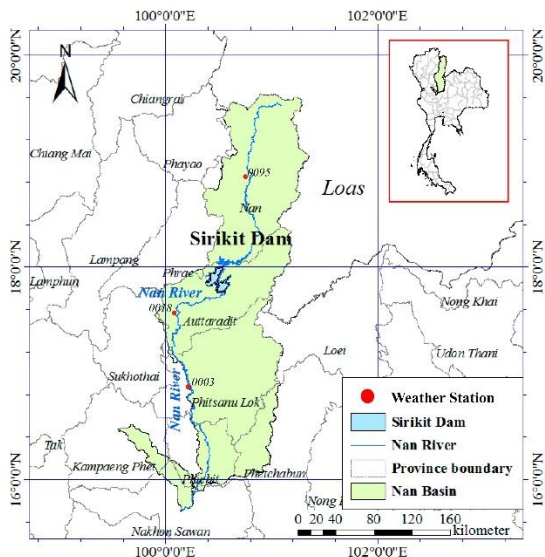 100°0'0"E 102°0'0"E
20°0'0"N
20°0'0"N
N
Chiangrai
Chiang Mai
Phayao
0095
Loas
Nan
Sirikit Dam
Lampang
18°0'0"N
18°0'0"N
Phrae
Lamphun
Nan River
Nong Khai
0018
Auttaradit
Loei
Udon Thani
Sukhothai
0003
Nan River
Phitsanu Lok
Weather Station
Sirikit Dam
Nan River
Province boundary
Nan Basin
Tak
Kampaeng Phet
Phichit
Phetchabun
16°0'0"N
16°0'0"N
Nong
Nakhon Sawan
0 20 40 80 120 160
kilometer
100°0'0"E 102°0'0"E